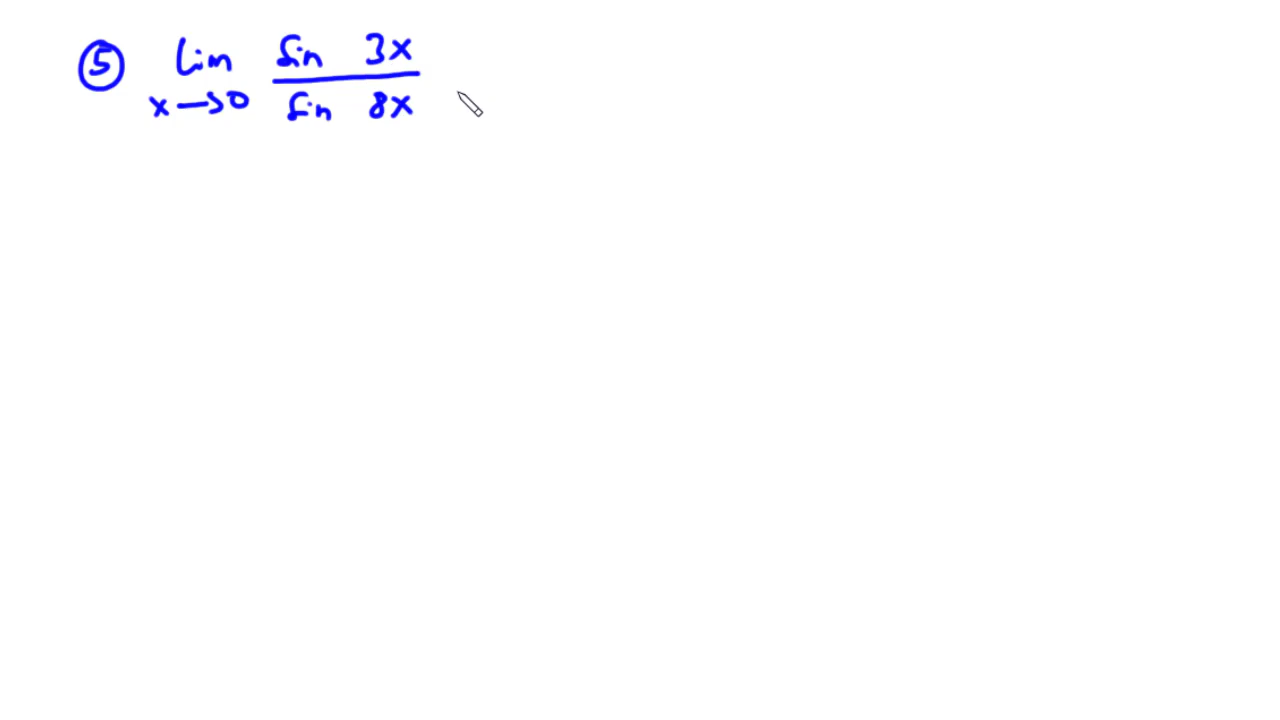 ⑤ lim sin 3x
x→0 sin 8x